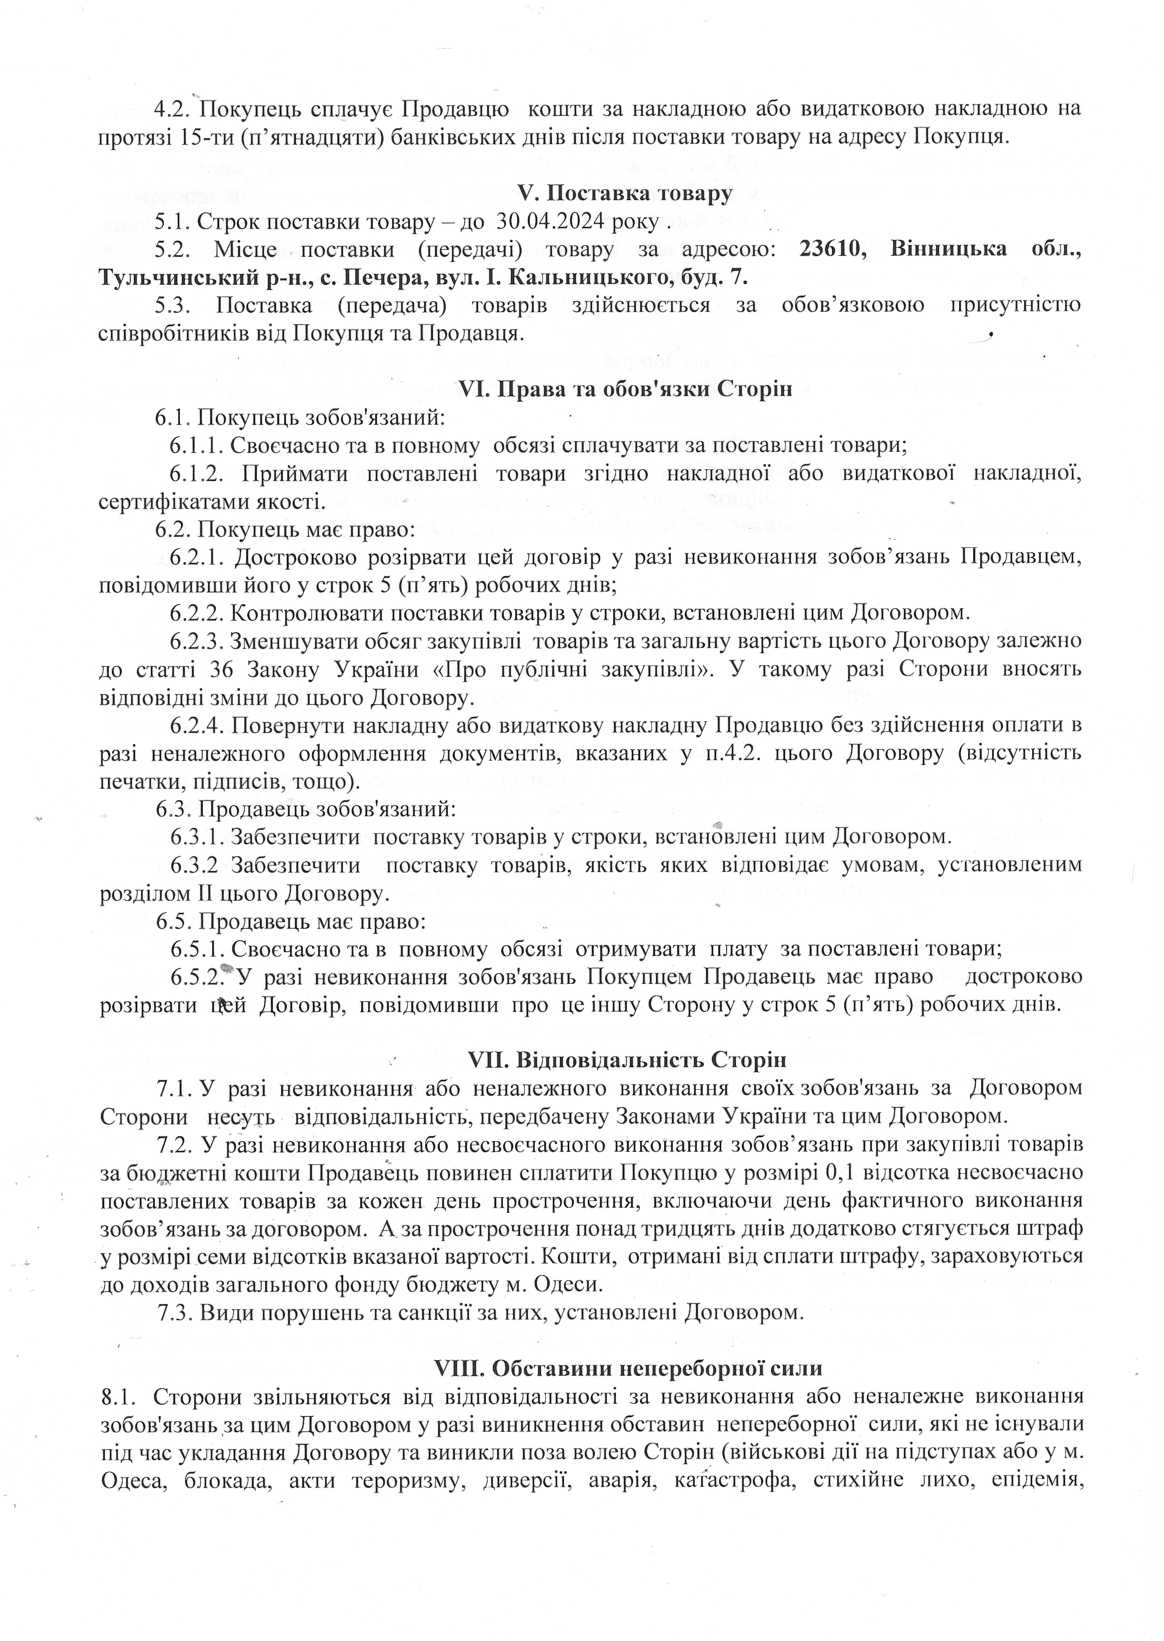 4.2. Покупець сплачує Продавцю кошти за накладною або видатковою накладною на
протязі 15-ти (п’ятнадцяти) банківських днів після поставки товару на адресу Покупця.
V. Поставка товару
5.1. Строк поставки товару – до 30.04.2024 року .
5.2. Місце поставки (передачі) товару за адресою: 23610, Вінницька обл.,
Тульчинський р-н., с. Печера, вул. І. Кальницького, буд. 7.
5.3. Поставка (передача) товарів здійснюється за обов’язковою присутністю
співробітників від Покупця та Продавця.
VI. Права та обов'язки Сторін
6.1. Покупець зобов'язаний:
6.1.1. Своєчасно та в повному обсязі сплачувати за поставлені товари;
6.1.2. Приймати поставлені товари згідно накладної або видаткової накладної,
сертифікатами якості.
6.2. Покупець має право:
6.2.1. Достроково розірвати цей договір у разі невиконання зобов’язань Продавцем,
повідомивши його у строк 5 (п’ять) робочих днів;
6.2.2. Контролювати поставки товарів у строки, встановлені цим Договором.
6.2.3. Зменшувати обсяг закупівлі товарів та загальну вартість цього Договору залежно
до статті 36 Закону України «Про публічні закупівлі». У такому разі Сторони вносять
відповідні зміни до цього Договору.
6.2.4. Повернути накладну або видаткову накладну Продавцю без здійснення оплати в
разі неналежного оформлення документів, вказаних у п.4.2. цього Договору (відсутність
печатки, підписів, тощо).
6.3. Продавець зобов'язаний:
6.3.1. Забезпечити поставку товарів у строки, встановлені цим Договором.
6.3.2 Забезпечити поставку товарів, якість яких відповідає умовам, установленим
розділом II цього Договору.
6.5. Продавець має право:
6.5.1. Своєчасно та в повному обсязі отримувати плату за поставлені товари;
6.5.2. У разі невиконання зобов'язань Покупцем Продавець має право достроково
розірвати цей Договір, повідомивши про це іншу Сторону у строк 5 (п’ять) робочих днів.
VII. Відповідальність Сторін
7.1. У разі невиконання або неналежного виконання своїх зобов'язань за Договором
Сторони несуть відповідальність, передбачену Законами України та цим Договором.
7.2. У разі невиконання або несвоєчасного виконання зобов’язань при закупівлі товарів
за бюджетні кошти Продавець повинен сплатити Покупцю у розмірі 0,1 відсотка несвоєчасно
поставлених товарів за кожен день прострочення, включаючи день фактичного виконання
зобов’язань за договором. А за прострочення понад тридцять днів додатково стягується штраф
у розмірі семи відсотків вказаної вартості. Кошти, отримані від сплати штрафу, зараховуються
до доходів загального фонду бюджету м. Одеси.
7.3. Види порушень та санкції за них, установлені Договором.
VIII. Обставини непереборної сили
8.1. Сторони звільняються від відповідальності за невиконання або неналежне виконання
зобов'язань за цим Договором у разі виникнення обставин непереборної сили, які не існували
під час укладання Договору та виникли поза волею Сторін (військові дії на підступах або у м.
Одеса, блокада, акти тероризму, диверсії, аварія, катастрофа, стихійне лихо, епідемія,